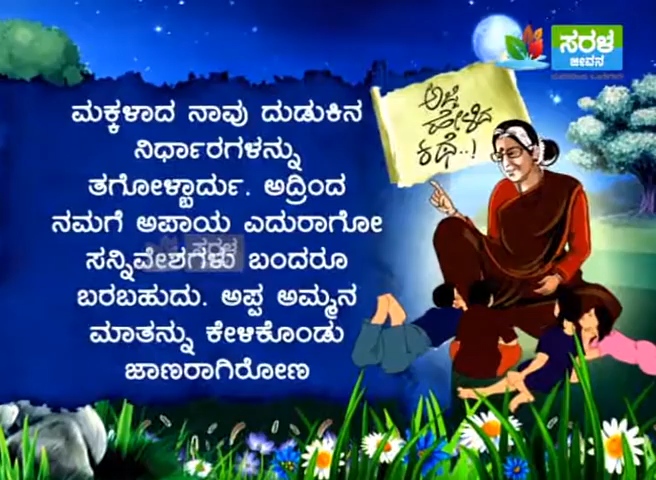 ಸರಳ
ಜೀವನ
ಅಜ್ಜಿ
ಹೇಳಿದ
ಕಥೆ..!
ಮಕ್ಕಳಾದ ನಾವು ದುಡುಕಿನ
ನಿರ್ಧಾರಗಳನ್ನು
ತಗೋಳ್ಬಾರ್ದು. ಅದ್ರಿಂದ
ನಮಗೆ ಅಪಾಯ ಎದುರಾಗೋ
ಸನ್ನಿವೇಶಗಳು ಬಂದರೂ
ಬರಬಹುದು. ಅಪ್ಪ ಅಮ್ಮನ
ಮಾತನ್ನು ಕೇಳಿಕೊಂಡು
ಜಾಣರಾಗಿರೋಣ
ಸರಳ